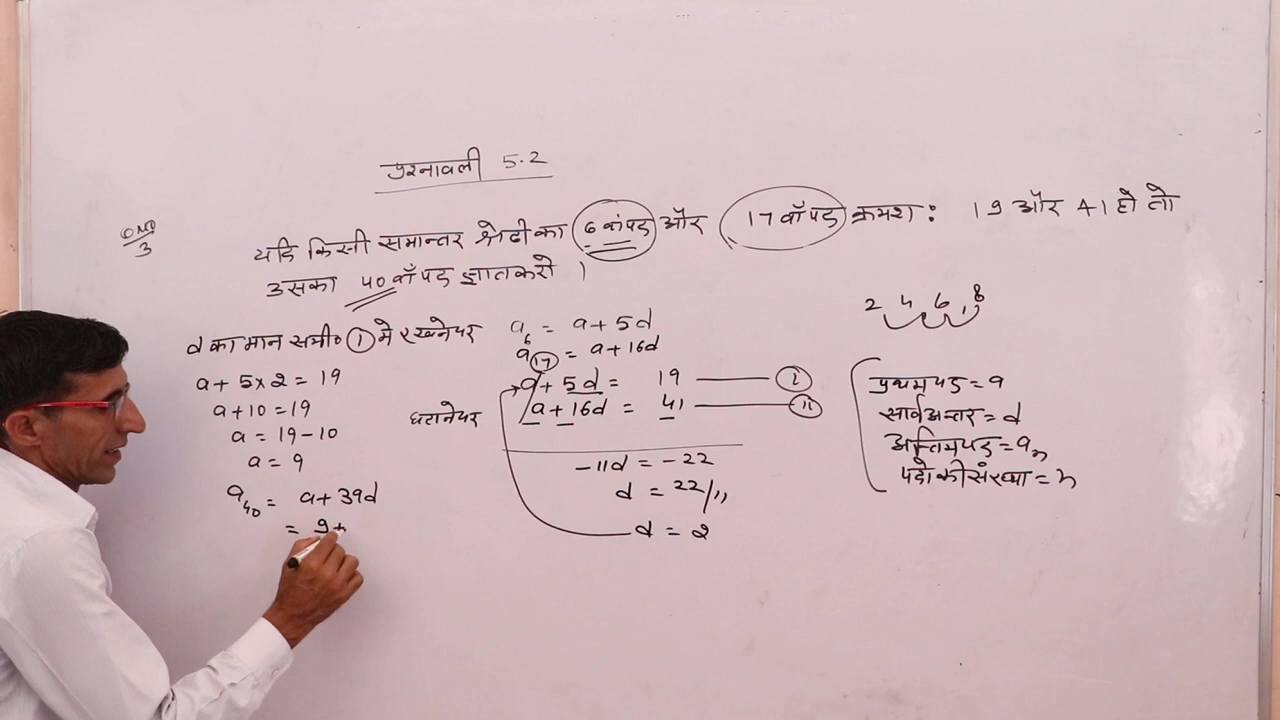 प्रश्नावली 5.2
Q.NO 3
यदि किसी समान्तर श्रेढी का 6 वां पद और 17 वाँ पद क्रमश: 19 और 41 हो तो
उसका 40 वाँ पद ज्ञात करो ।
d का मान समी० (1) मे रखने पर
a + 5 x 2 = 19
a + 10 = 19
a = 19 - 10
a = 9
a₄₀ = a + 39d
= 9 +
a₆ = a + 5d
a₁₇ = a + 16d
a + 5d = 19 (i)
घटाने पर
a + 16d = 41 (ii)
-11d = -22
d = 22/11
d = 2
2 4 6 8
प्रथम पद = a
सार्व अन्तर = d
अन्तिम पद = aₙ
पदो की संख्या = n